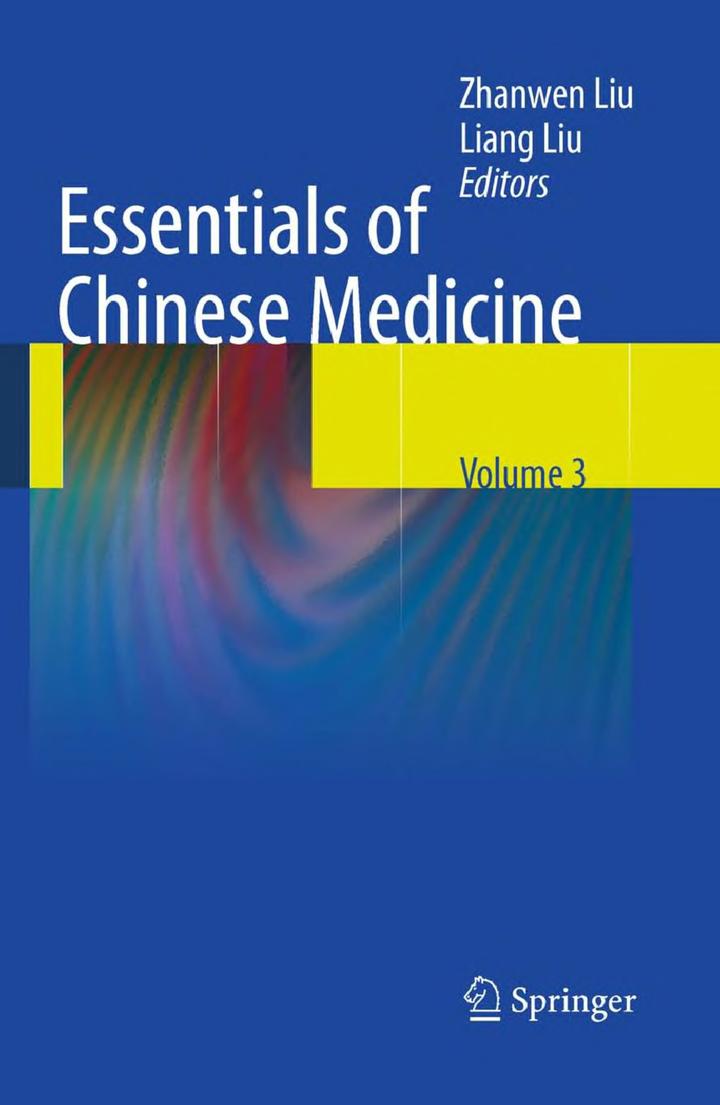 Zhanwen Liu
Liang Liu
Editors
Essentials of
Chinese Medicine
Volume 3
Springer